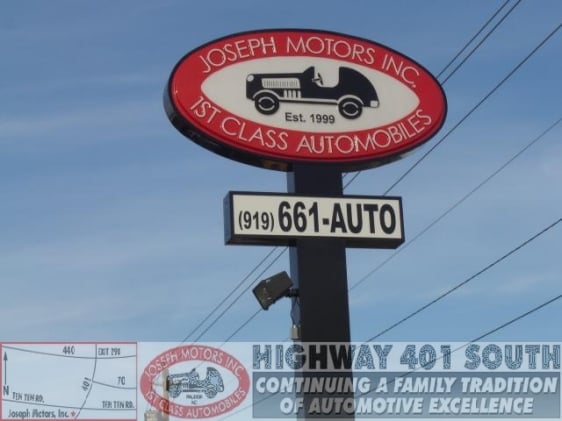 JOSEPH MOTORS INC.
Est. 1999
1ST CLASS AUTOMOBILES
(919) 661-AUTO
440 EXIT 298
401
70
N
TEN TEN RD. TEN TEN RD.
Joseph Motors, Inc. *
JOSEPH MOTORS INC.
RALEIGH
NC
1ST CLASS AUTOMOBILES
HIGHWAY 401 SOUTH
CONTINUING A FAMILY TRADITION
OF AUTOMOTIVE EXCELLENCE